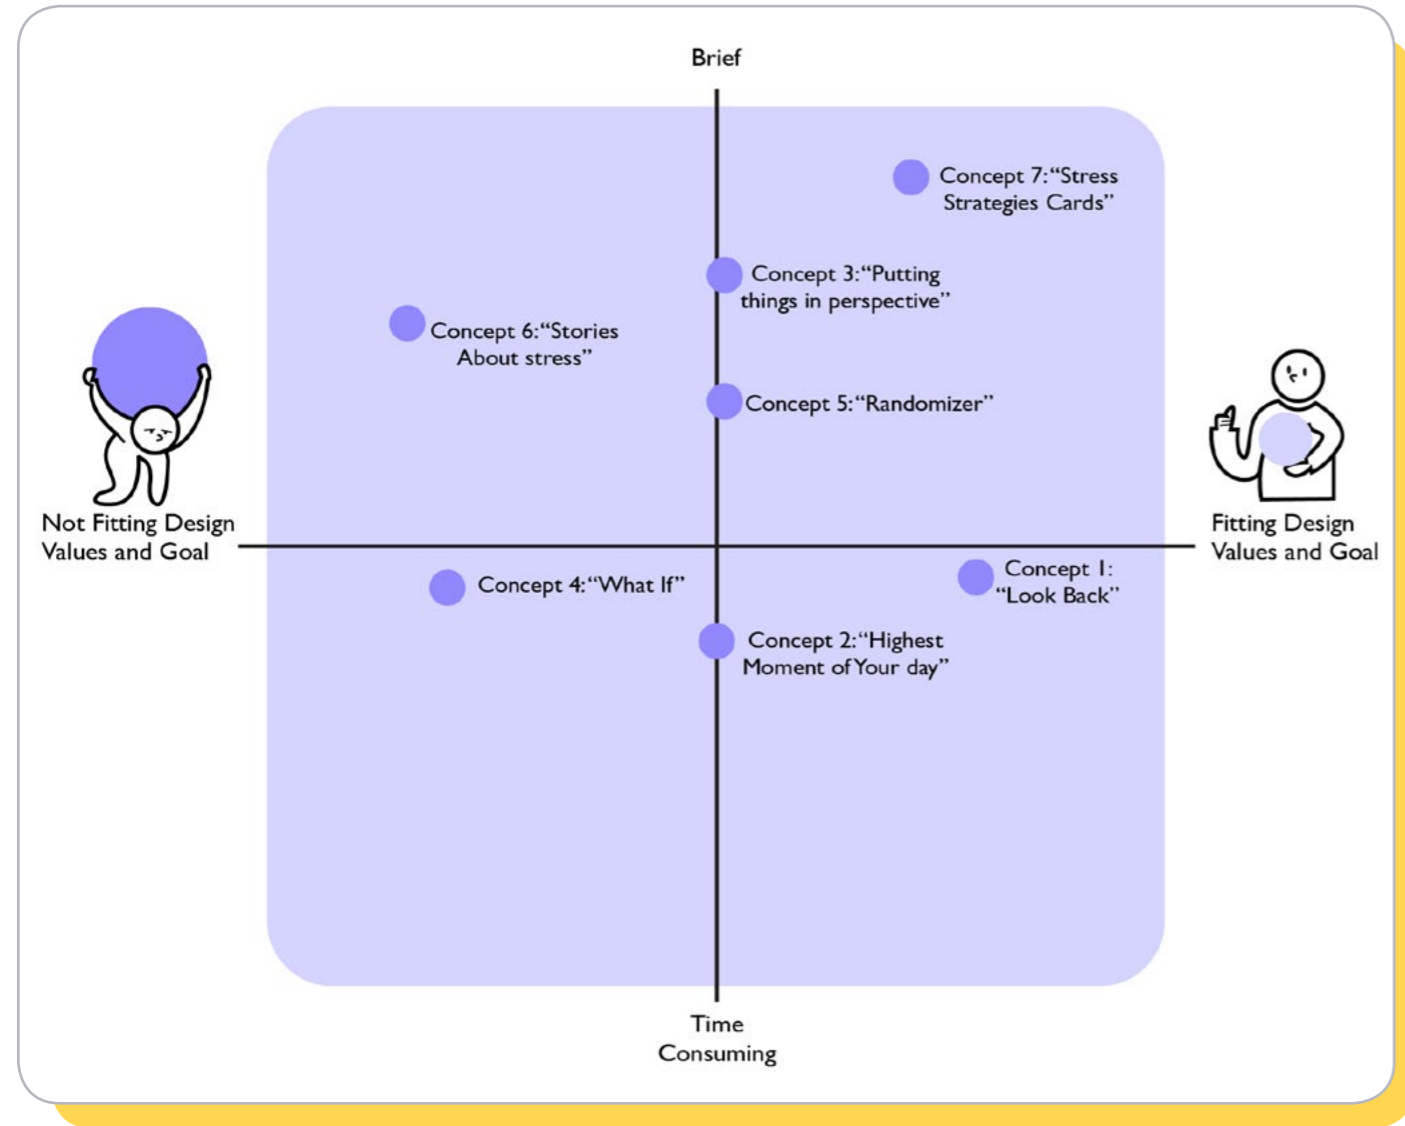 Brief
Concept 7:“Stress
Strategies Cards”
Concept 3:“Putting
things in perspective”
Concept 6:“Stories
About stress”
Concept 5:“Randomizer”
Not Fitting Design
Values and Goal
Fitting Design
Values and Goal
Concept 4:“What If”
Concept 1:
“Look Back”
Concept 2:“Highest
Moment of Your day”
Time
Consuming